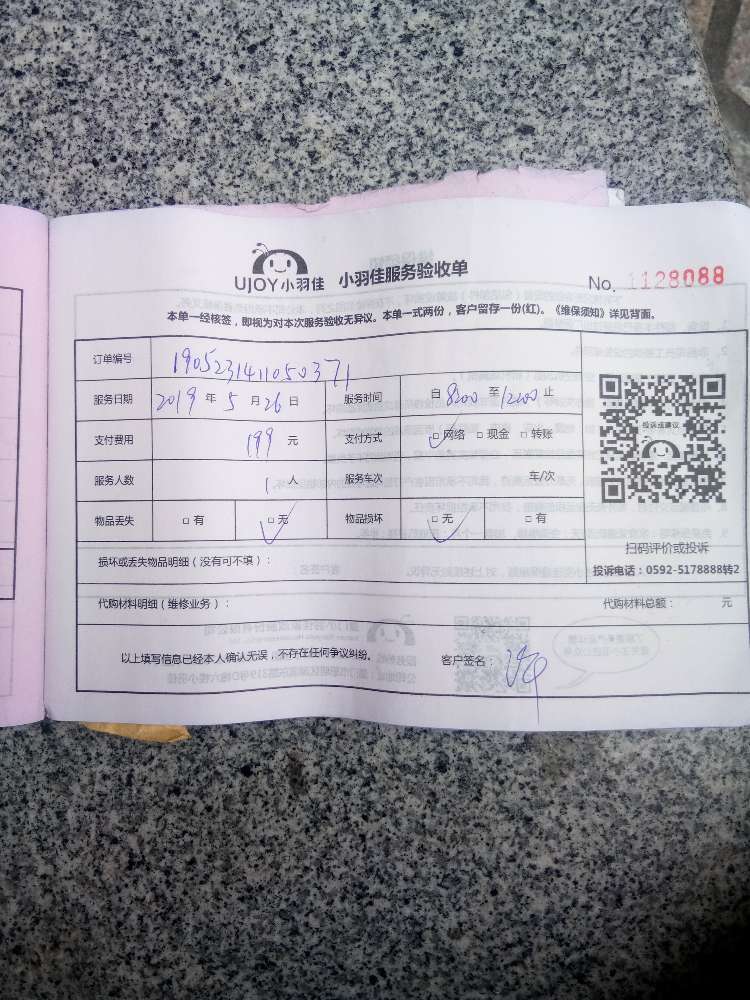 UJOY小羽佳 小羽佳服务验收单
No. 1128088
本单一经核签，即视为对本次服务验收无异议。本单一式两份，客户留存一份(红)。《维保须知》详见背面。
订单编号 190523141105 0371
服务日期 2019 年 5 月 26 日 服务时间 自 8:00 至 12:00 止
支付费用 199 元 支付方式 □网络 □现金 □转账
服务人数 1 人 服务车次 车/次
物品丢失 □有 □无 物品损坏 □无 □有
投诉或建议
扫码评价或投诉
投诉电话：0592-5178888转2
损坏或丢失物品明细（没有可不填）：
代购材料明细（维修业务）： 代购材料总额： 元
以上填写信息已经本人确认无误，不存在任何争议纠纷。 客户签名：